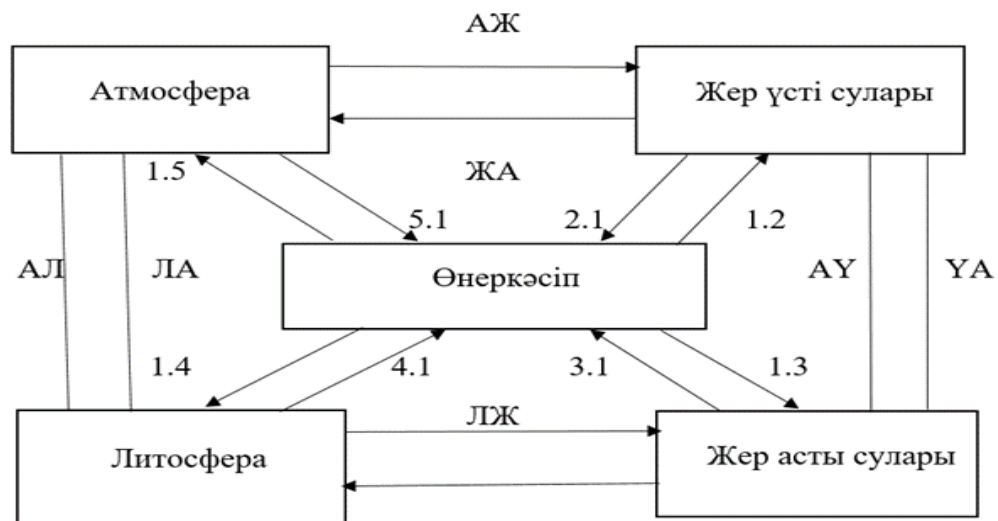 АЖ
Атмосфера
Жер үсті сулары
1.5
ЖА
5.1
2.1
1.2
АЛ
ЛА
Өнеркәсіп
АҮ
ҮА
1.4
4.1
3.1
1.3
ЛЖ
Литосфера
Жер асты сулары